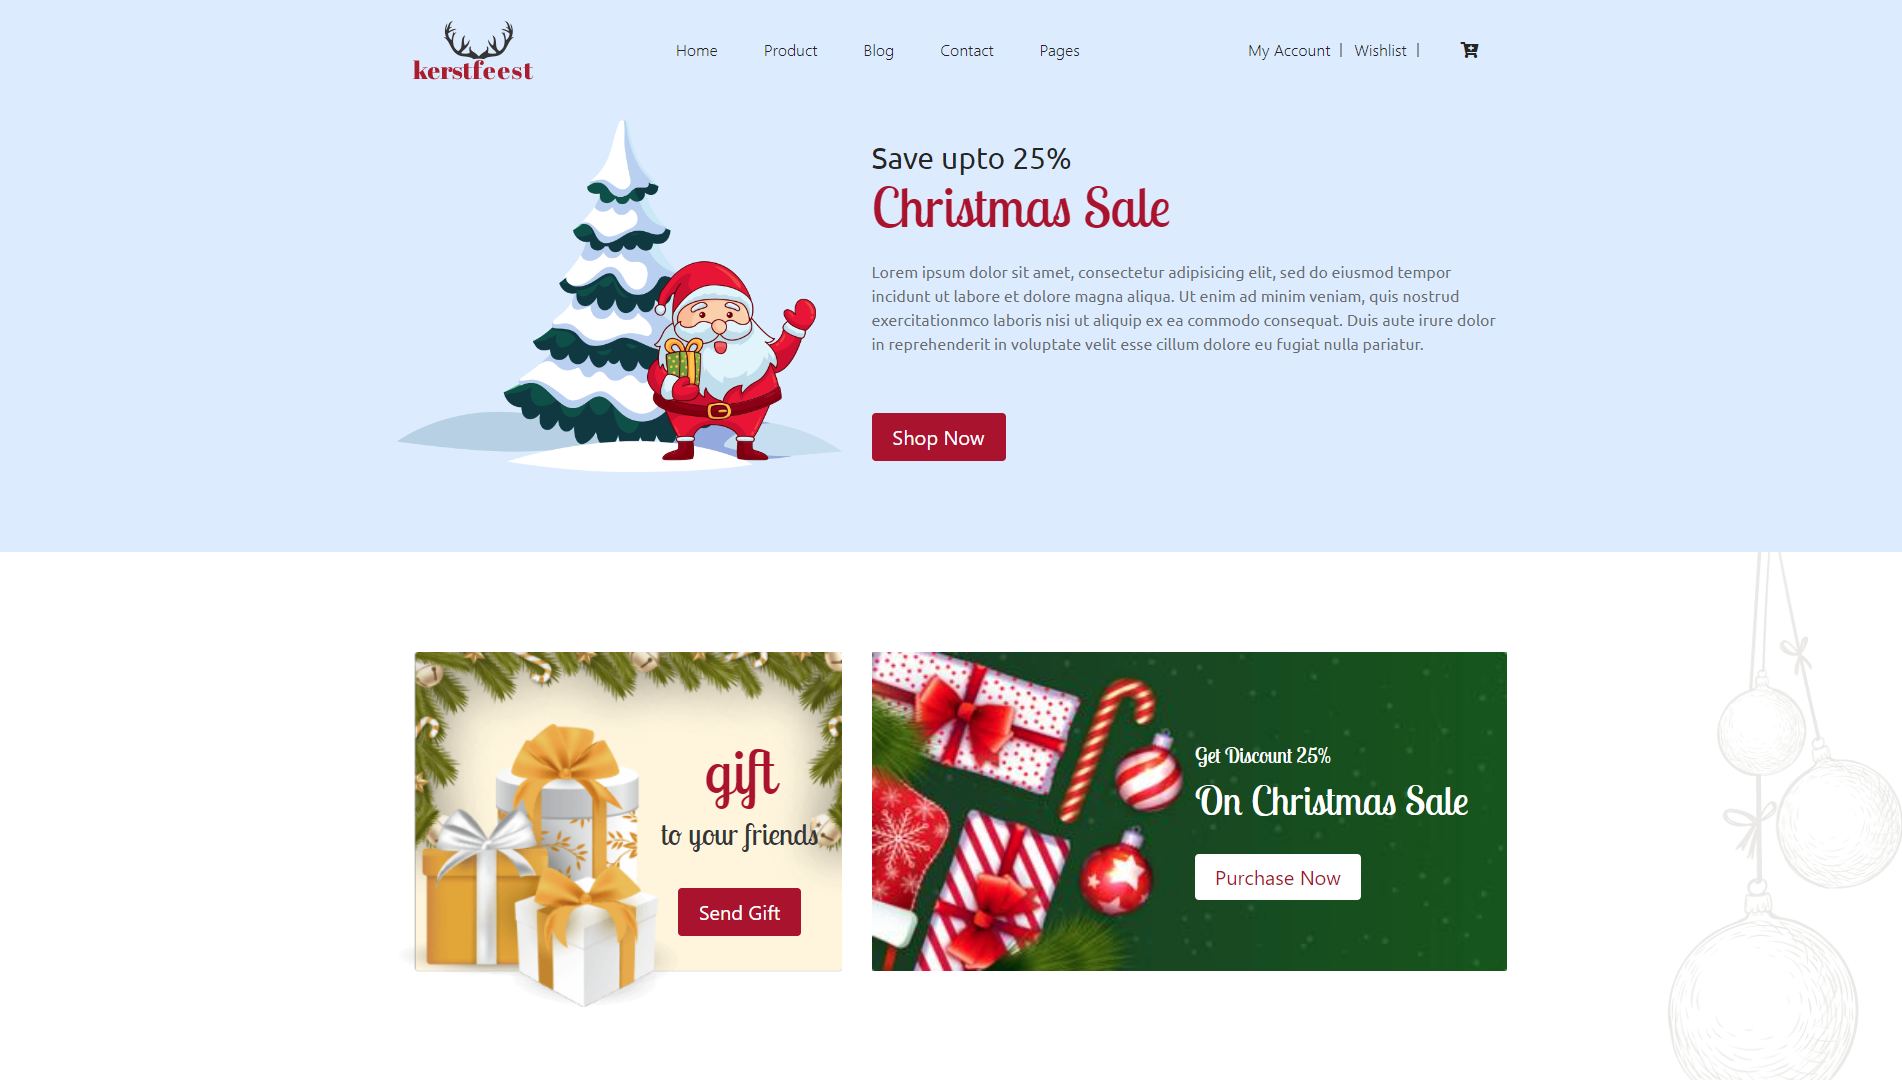 kerstfeest
Home Product Blog Contact Pages
My Account | Wishlist |
Save upto 25%
Christmas Sale
Lorem ipsum dolor sit amet, consectetur adipisicing elit, sed do eiusmod tempor
incidunt ut labore et dolore magna aliqua. Ut enim ad minim veniam, quis nostrud
exercitationmco laboris nisi ut aliquip ex ea commodo consequat. Duis aute irure dolor
in reprehenderit in voluptate velit esse cillum dolore eu fugiat nulla pariatur.
Shop Now
gift
to your friends
Send Gift
Get Discount 25%
On Christmas Sale
Purchase Now